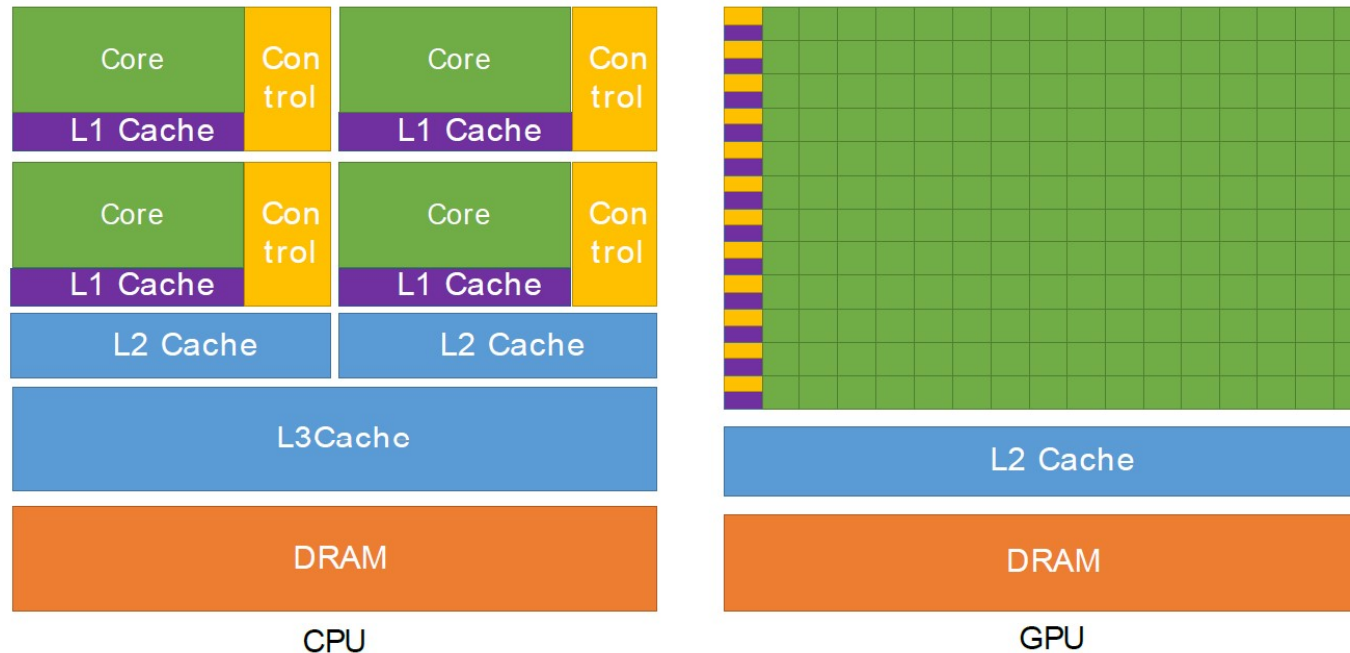 Core
Con
trol
Core
Con
trol
L1 Cache
L1 Cache
Core
Con
trol
Core
Con
trol
L1 Cache
L1 Cache
L2 Cache
L2 Cache
L3Cache
L2 Cache
DRAM
DRAM
CPU
GPU